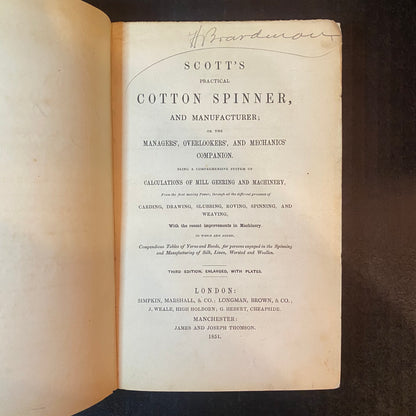 H Boardman
SCOTT'S
PRACTICAL
COTTON SPINNER,
AND MANUFACTURER;
OR THE
MANAGERS', OVERLOOKERS', AND MECHANICS'
COMPANION.
BEING A COMPREHENSIVE SYSTEM OF
CALCULATIONS OF MILL GEERING AND MACHINERY,
From the first moving Power, through all the different processes of
CARDING, DRAWING, SLUBBING, ROVING, SPINNING, AND
WEAVING,
With the recent improvements in Machinery.
TO WHICH ARE ADDED,
Compendious Tables of Yarns and Reeds, for persons engaged in the Spinning
and Manufacturing of Silk, Linen, Worsted and Woollen.
THIRD EDITION, ENLARGED, WITH PLATES.
LONDON:
SIMPKIN, MARSHALL, & CO.; LONGMAN, BROWN, & CO.;
J. WEALE, HIGH HOLBORN; G. HEBERT, CHEAPSIDE.
MANCHESTER:
JAMES AND JOSEPH THOMSON.
1851.